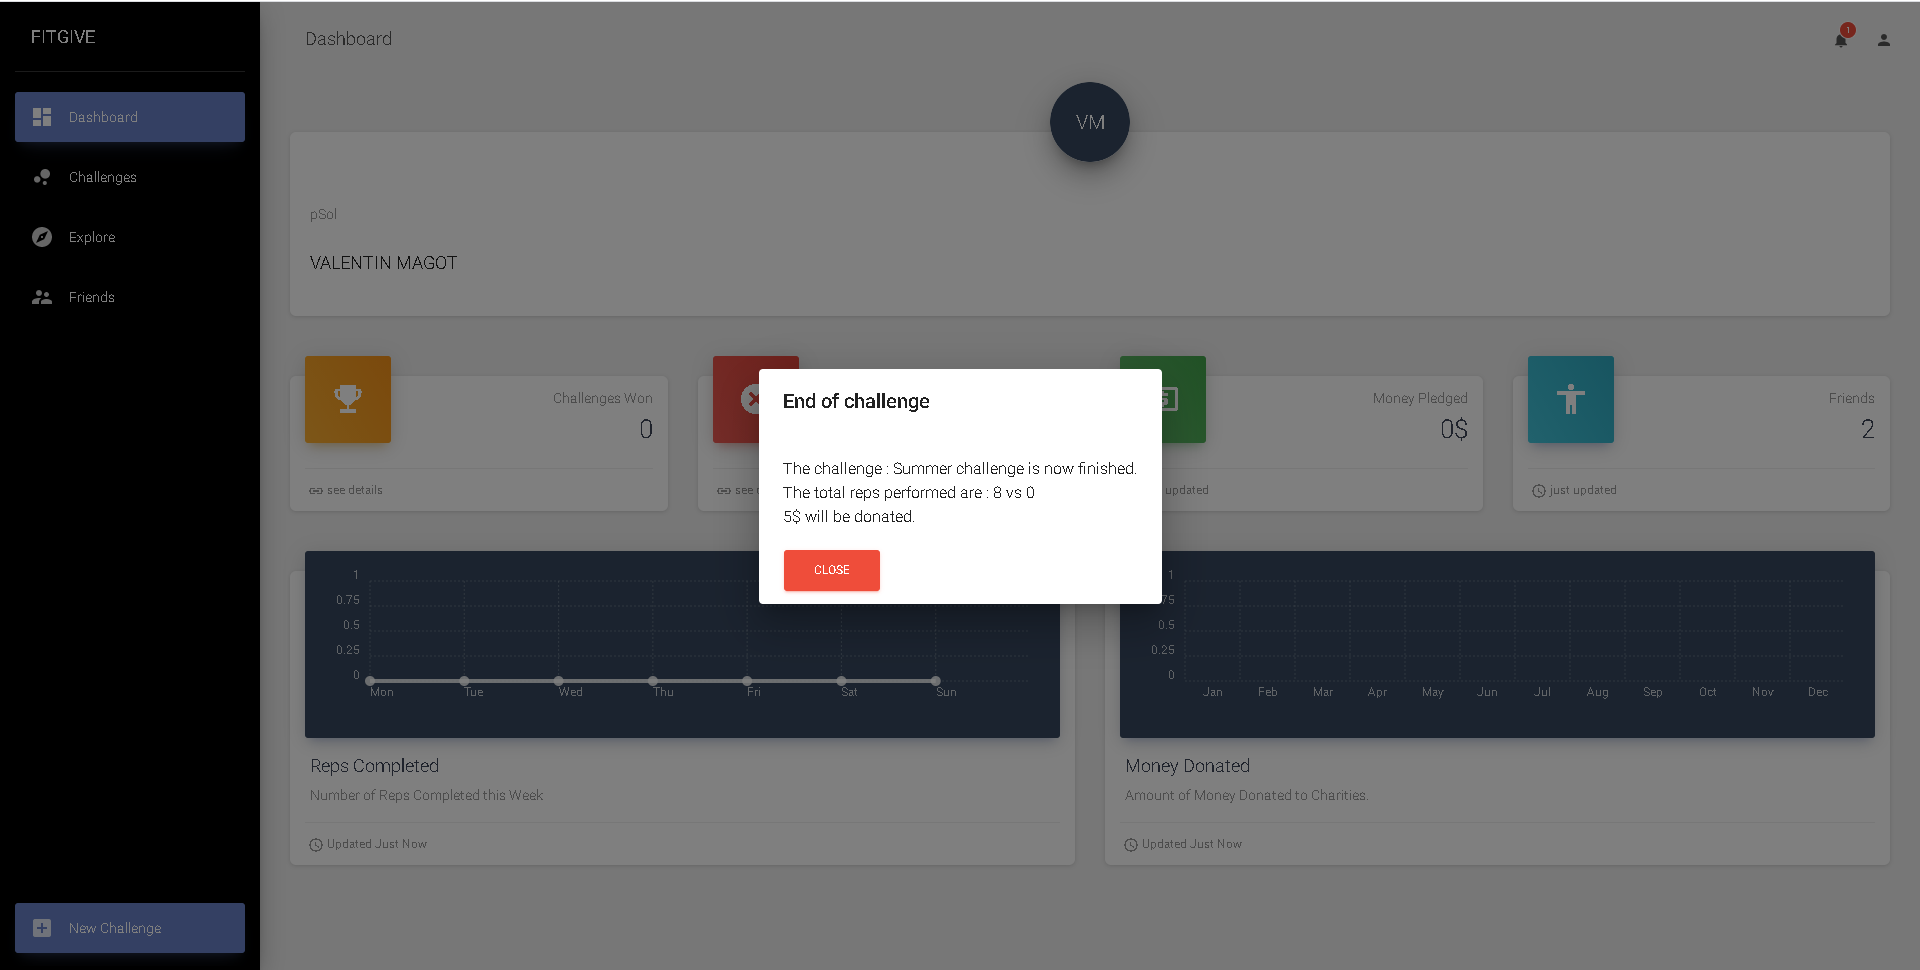 FITGIVE
Dashboard
Challenges
Explore
Friends
New Challenge
Dashboard
1
VM
pSol
VALENTIN MAGOT
Challenges Won
0
see details
see
Money Pledged
0$
updated
Friends
2
just updated
End of challenge
The challenge : Summer challenge is now finished.
The total reps performed are : 8 vs 0
5$ will be donated.
CLOSE
1
0.75
0.5
0.25
0
Mon Tue Wed Thu Fri Sat Sun
Reps Completed
Number of Reps Completed this Week
Updated Just Now
1
75
0.5
0.25
0
Jan Feb Mar Apr May Jun Jul Aug Sep Oct Nov Dec
Money Donated
Amount of Money Donated to Charities.
Updated Just Now